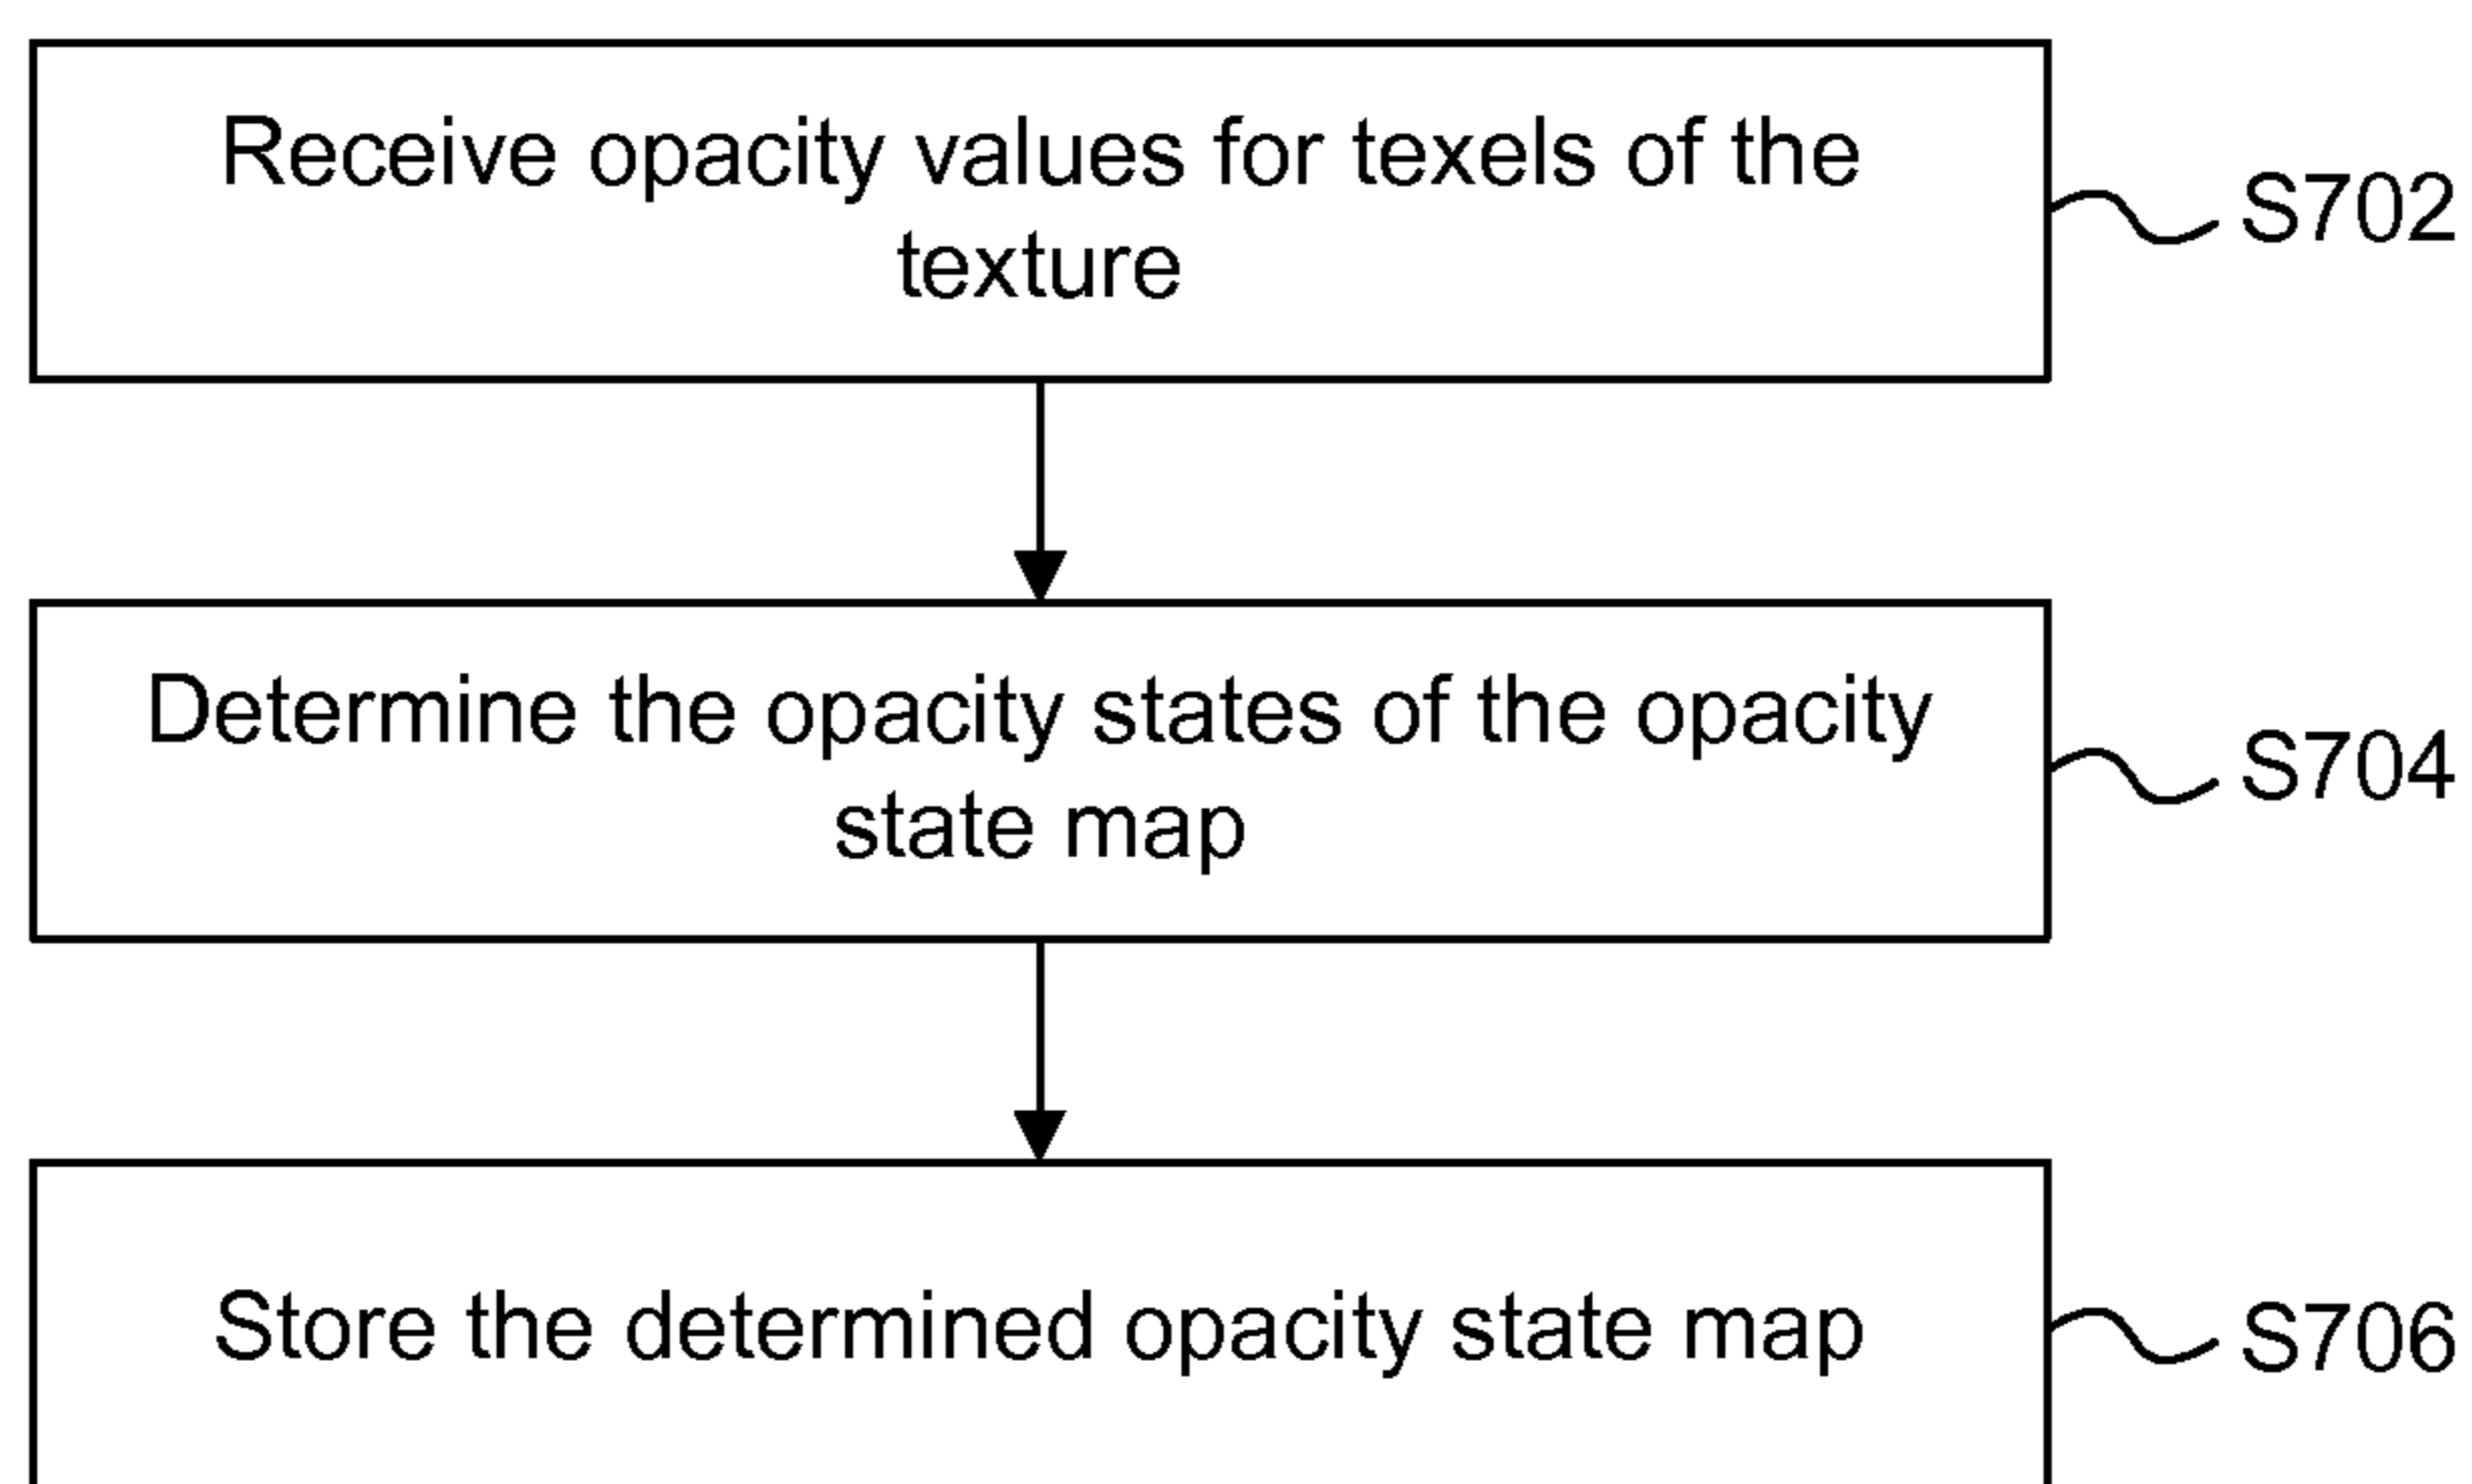 Receive opacity values for texels of the
texture
S702
Determine the opacity states of the opacity
state map
S704
Store the determined opacity state map
S706